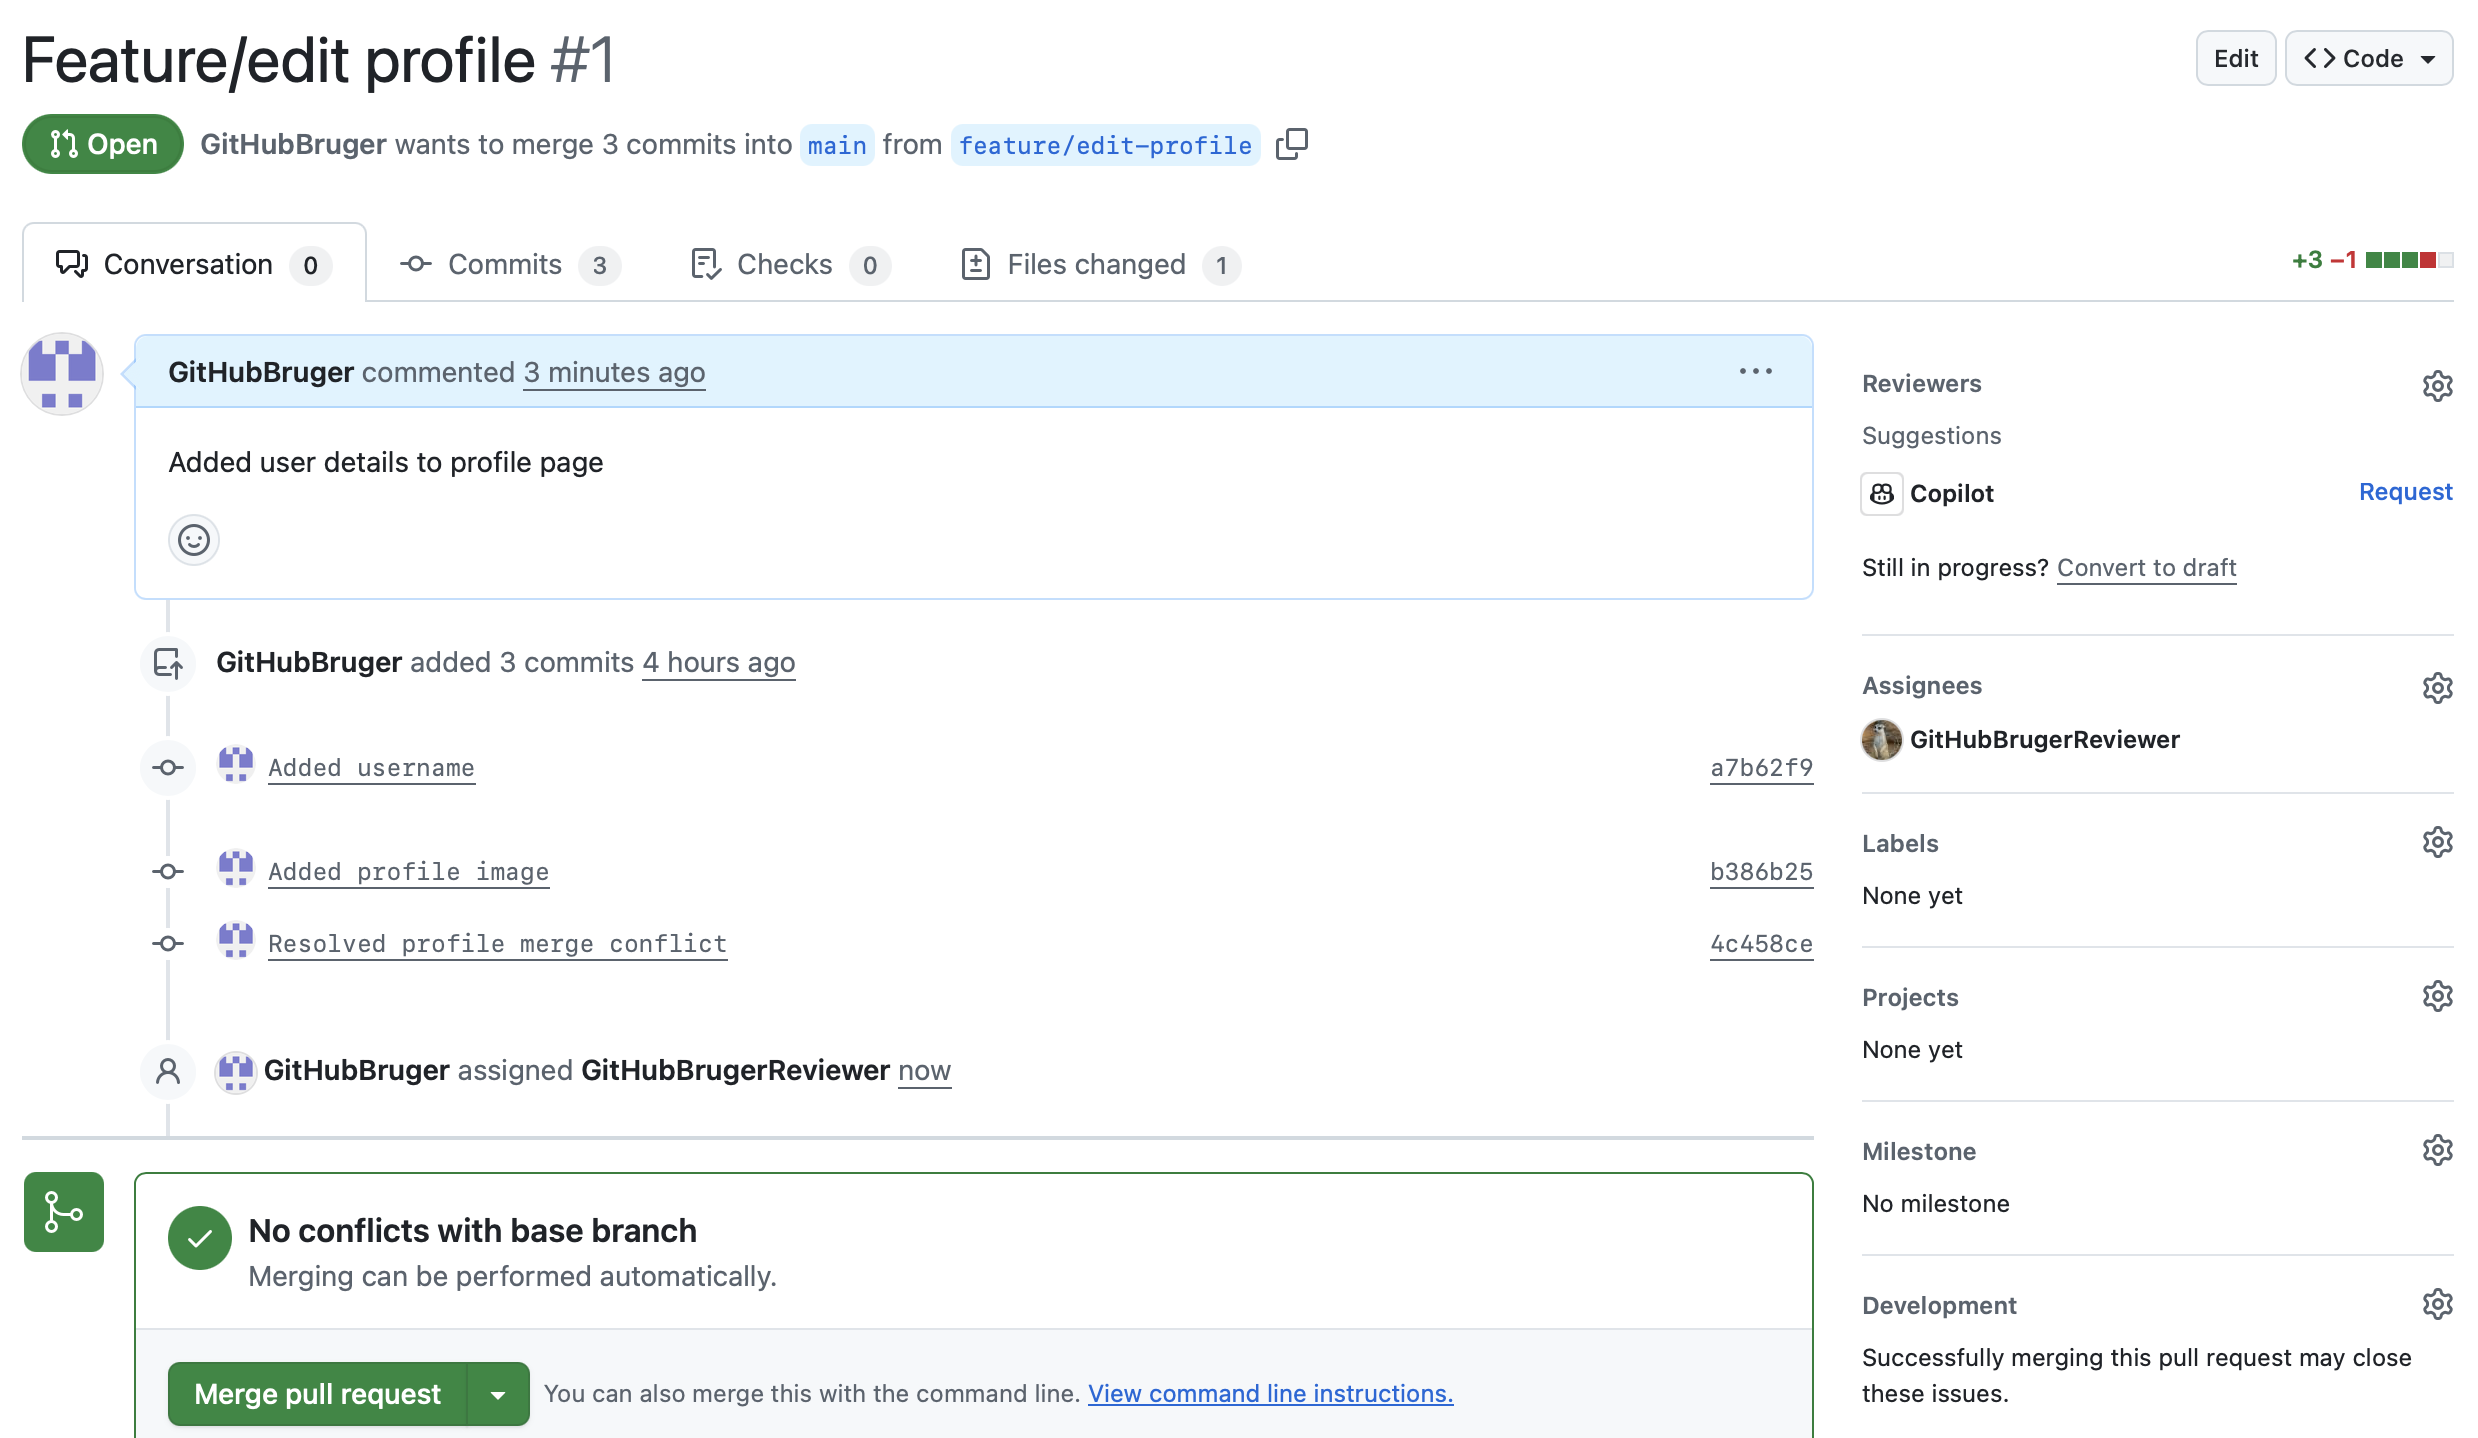 Feature/edit profile #1
Edit
Code
Open
GitHubBruger wants to merge 3 commits into main from feature/edit-profile
Conversation 0
Commits 3
Checks 0
Files changed 1
+3 −1
GitHubBruger commented 3 minutes ago
Added user details to profile page
GitHubBruger added 3 commits 4 hours ago
Added username a7b62f9
Added profile image b386b25
Resolved profile merge conflict 4c458ce
GitHubBruger assigned GitHubBrugerReviewer now
No conflicts with base branch
Merging can be performed automatically.
Merge pull request
You can also merge this with the command line. View command line instructions.
Reviewers
Suggestions
Copilot Request
Still in progress? Convert to draft
Assignees
GitHubBrugerReviewer
Labels
None yet
Projects
None yet
Milestone
No milestone
Development
Successfully merging this pull request may close
these issues.